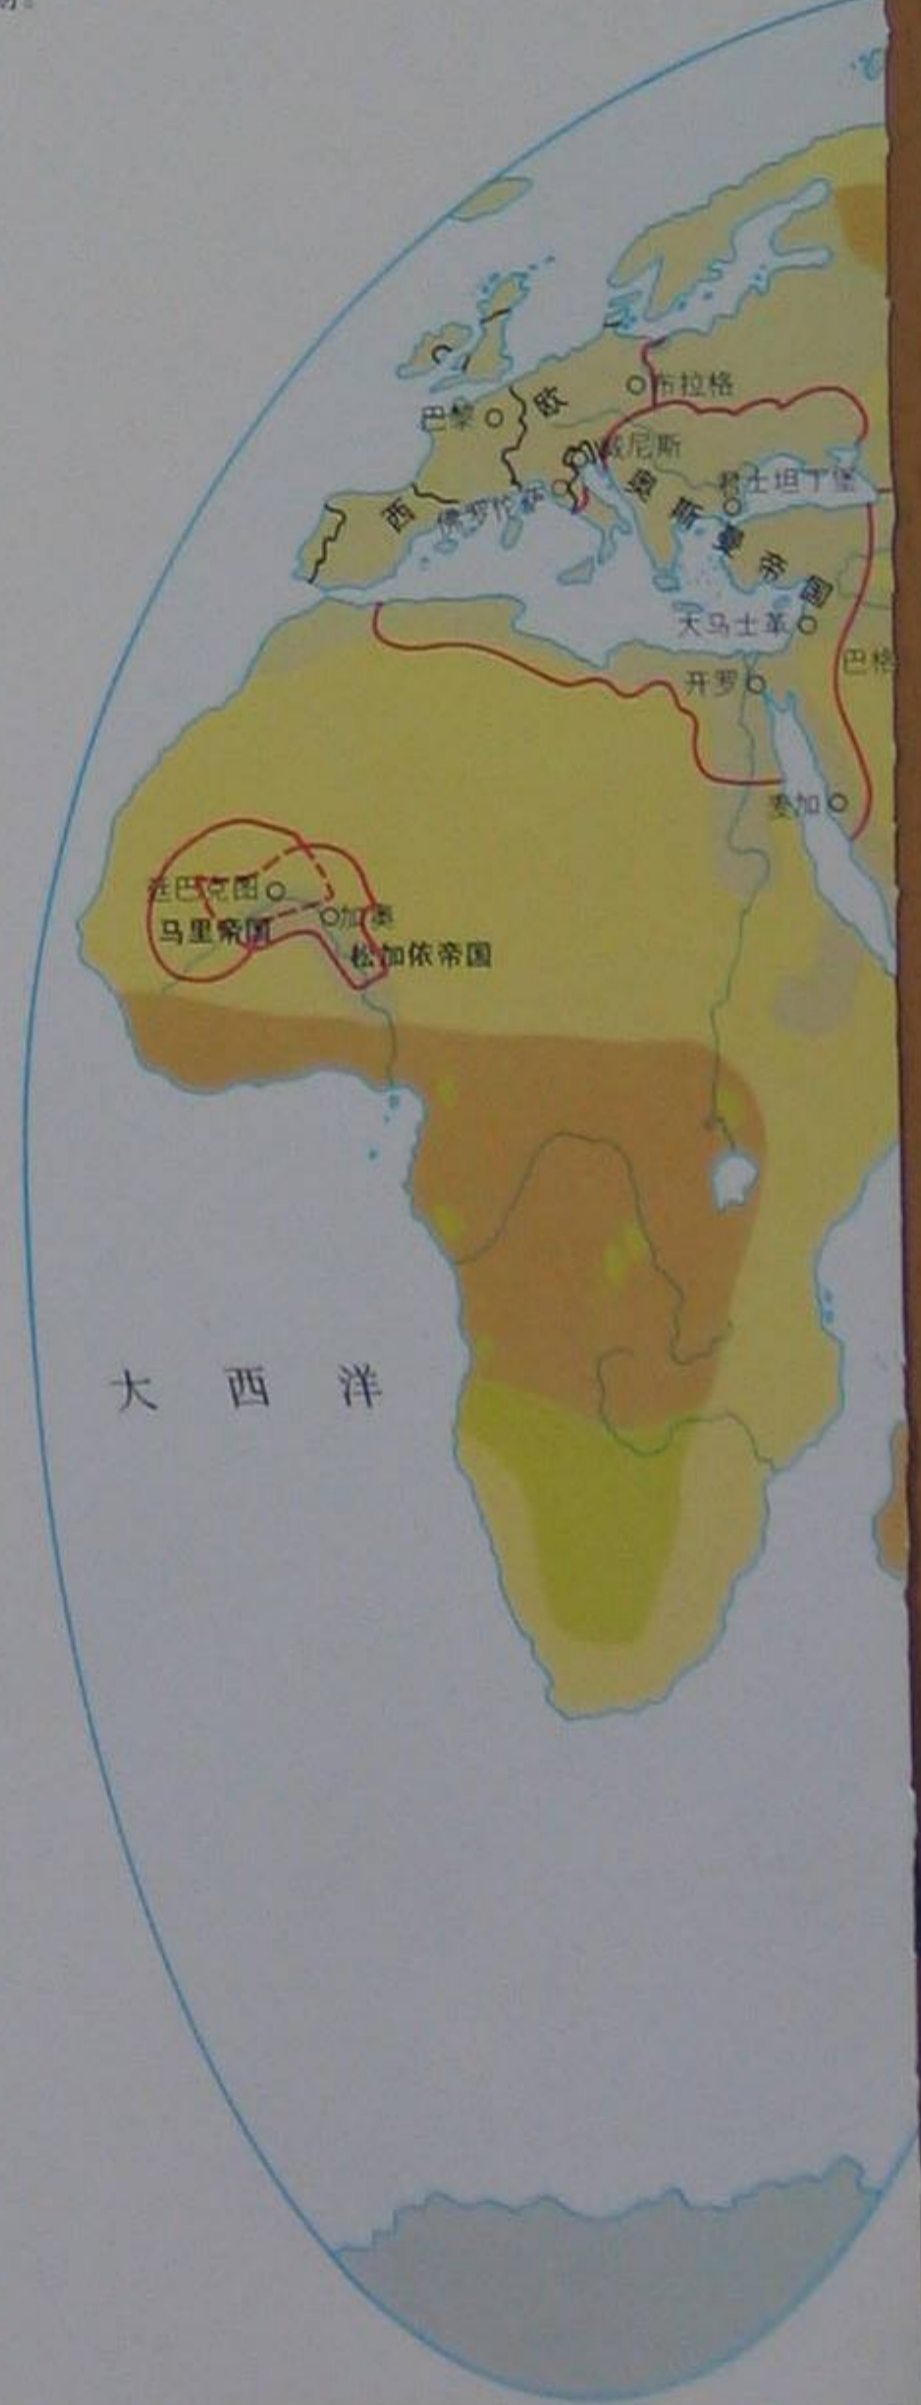 布拉格
巴黎
西欧
威尼斯
佛罗伦萨
君士坦丁堡
奥斯曼帝国
大马士革
巴格
开罗
麦加
廷巴克图
加奥
马里帝国
松加依帝国
大西洋